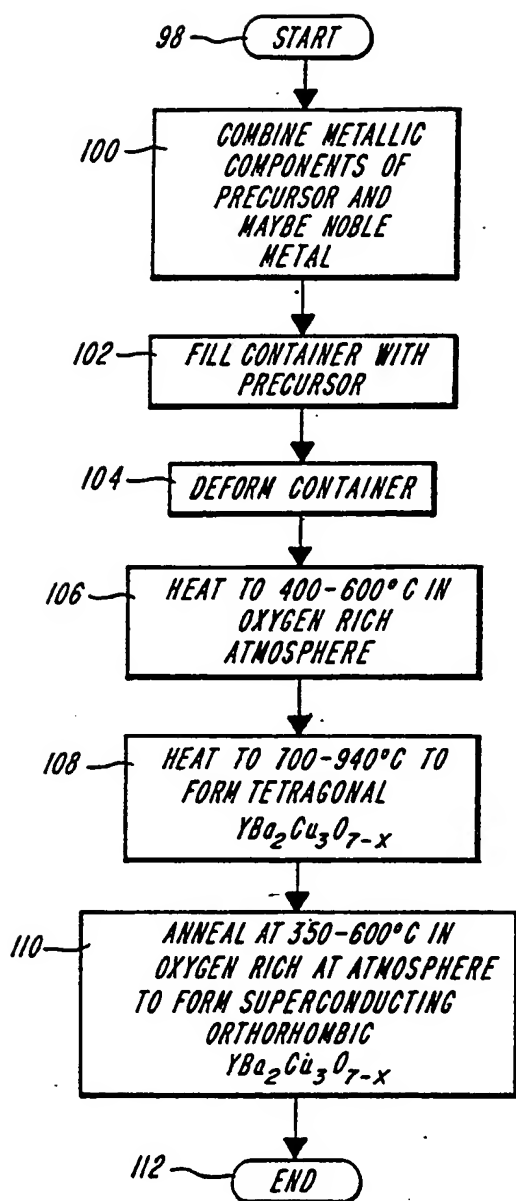 98 START
100 COMBINE METALLIC
COMPONENTS OF
PRECURSOR AND
MAYBE NOBLE
METAL
102 FILL CONTAINER WITH
PRECURSOR
104 DEFORM CONTAINER
106 HEAT TO 400-600°C IN
OXYGEN RICH
ATMOSPHERE
108 HEAT TO 700-940°C TO
FORM TETRAGONAL
YBa₂Cu₃O₇₋ₓ
110 ANNEAL AT 350-600°C IN
OXYGEN RICH AT ATMOSPHERE
TO FORM SUPERCONDUCTING
ORTHORHOMBIC
YBa₂Cu₃O₇₋ₓ
112 END